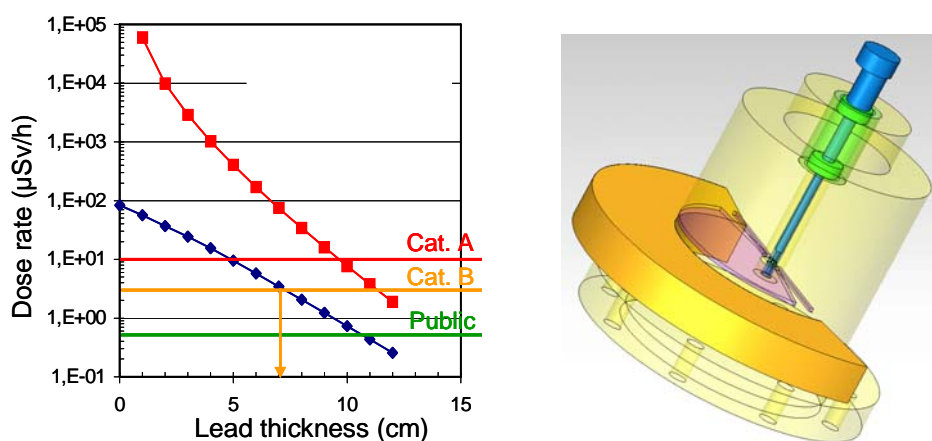 1,E+05
1,E+04
1,E+03
1,E+02
1,E+01
1,E+00
1,E-01
Dose rate (µSv/h)
Cat. A
Cat. B
Public
0 5 10 15
Lead thickness (cm)